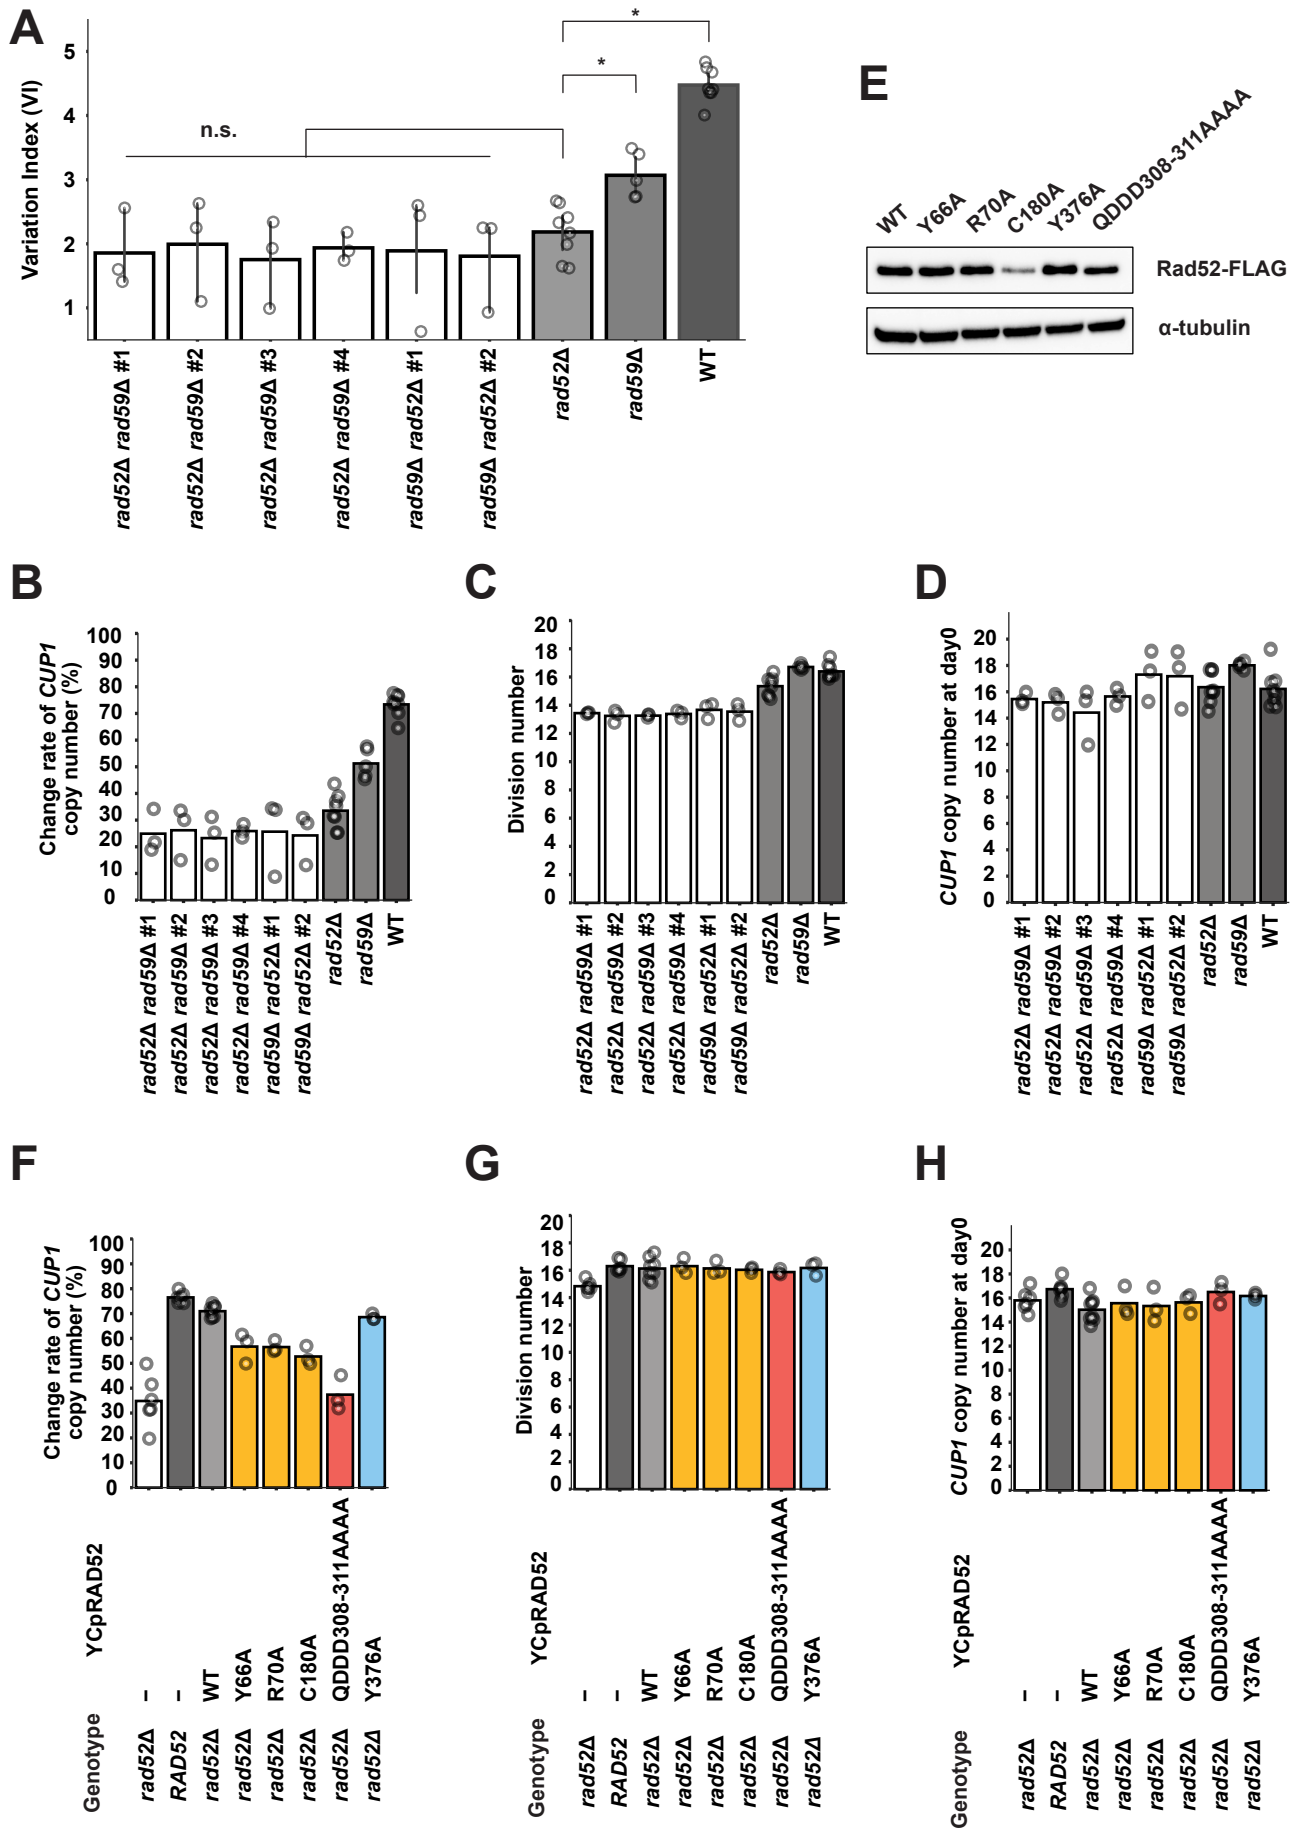 A
Variation Index (VI)
5
4
3
2
1
n.s.
*
*
rad52Δ rad59Δ #1
rad52Δ rad59Δ #2
rad52Δ rad59Δ #3
rad52Δ rad59Δ #4
rad59Δ rad52Δ #1
rad59Δ rad52Δ #2
rad52Δ
rad59Δ
WT
E
WT
Y66A
R70A
C180A
Y376A
QDDD308-311AAAA
Rad52-FLAG
α-tubulin
B
Change rate of CUP1
copy number (%)
100
90
80
70
60
50
40
30
20
10
0
rad52Δ rad59Δ #1
rad52Δ rad59Δ #2
rad52Δ rad59Δ #3
rad52Δ rad59Δ #4
rad59Δ rad52Δ #1
rad59Δ rad52Δ #2
rad52Δ
rad59Δ
WT
C
Division number
20
18
16
14
12
10
8
6
4
2
0
rad52Δ rad59Δ #1
rad52Δ rad59Δ #2
rad52Δ rad59Δ #3
rad52Δ rad59Δ #4
rad59Δ rad52Δ #1
rad59Δ rad52Δ #2
rad52Δ
rad59Δ
WT
D
CUP1 copy number at day0
20
18
16
14
12
10
8
6
4
2
0
rad52Δ rad59Δ #1
rad52Δ rad59Δ #2
rad52Δ rad59Δ #3
rad52Δ rad59Δ #4
rad59Δ rad52Δ #1
rad59Δ rad52Δ #2
rad52Δ
rad59Δ
WT
F
Change rate of CUP1
copy number (%)
100
90
80
70
60
50
40
30
20
10
0
YCpRAD52
–
–
WT
Y66A
R70A
C180A
QDDD308-311AAAA
Y376A
Genotype
rad52Δ
RAD52
rad52Δ
rad52Δ
rad52Δ
rad52Δ
rad52Δ
rad52Δ
G
Division number
20
18
16
14
12
10
8
6
4
2
0
YCpRAD52
–
–
WT
Y66A
R70A
C180A
QDDD308-311AAAA
Y376A
Genotype
rad52Δ
RAD52
rad52Δ
rad52Δ
rad52Δ
rad52Δ
rad52Δ
rad52Δ
H
CUP1 copy number at day0
20
18
16
14
12
10
8
6
4
2
0
YCpRAD52
–
–
WT
Y66A
R70A
C180A
QDDD308-311AAAA
Y376A
Genotype
rad52Δ
RAD52
rad52Δ
rad52Δ
rad52Δ
rad52Δ
rad52Δ
rad52Δ